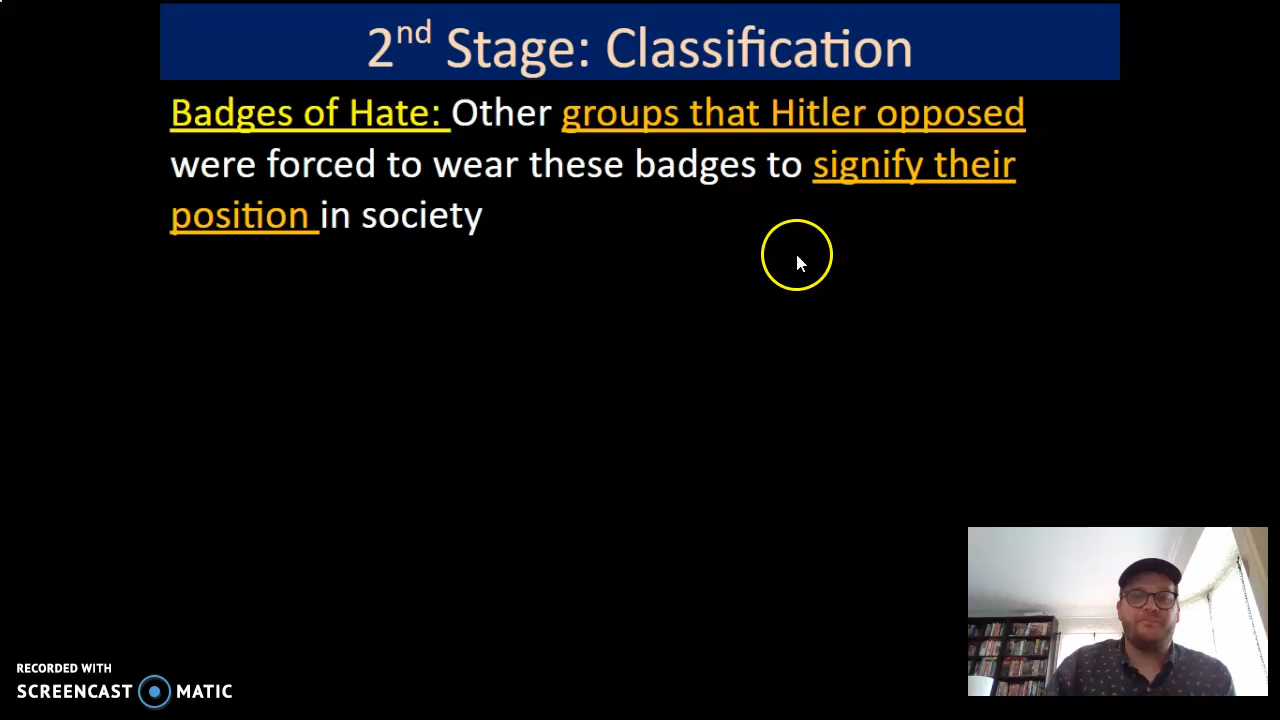 2nd Stage: Classification
Badges of Hate: Other groups that Hitler opposed
were forced to wear these badges to signify their
position in society
RECORDED WITH
SCREENCAST MATIC